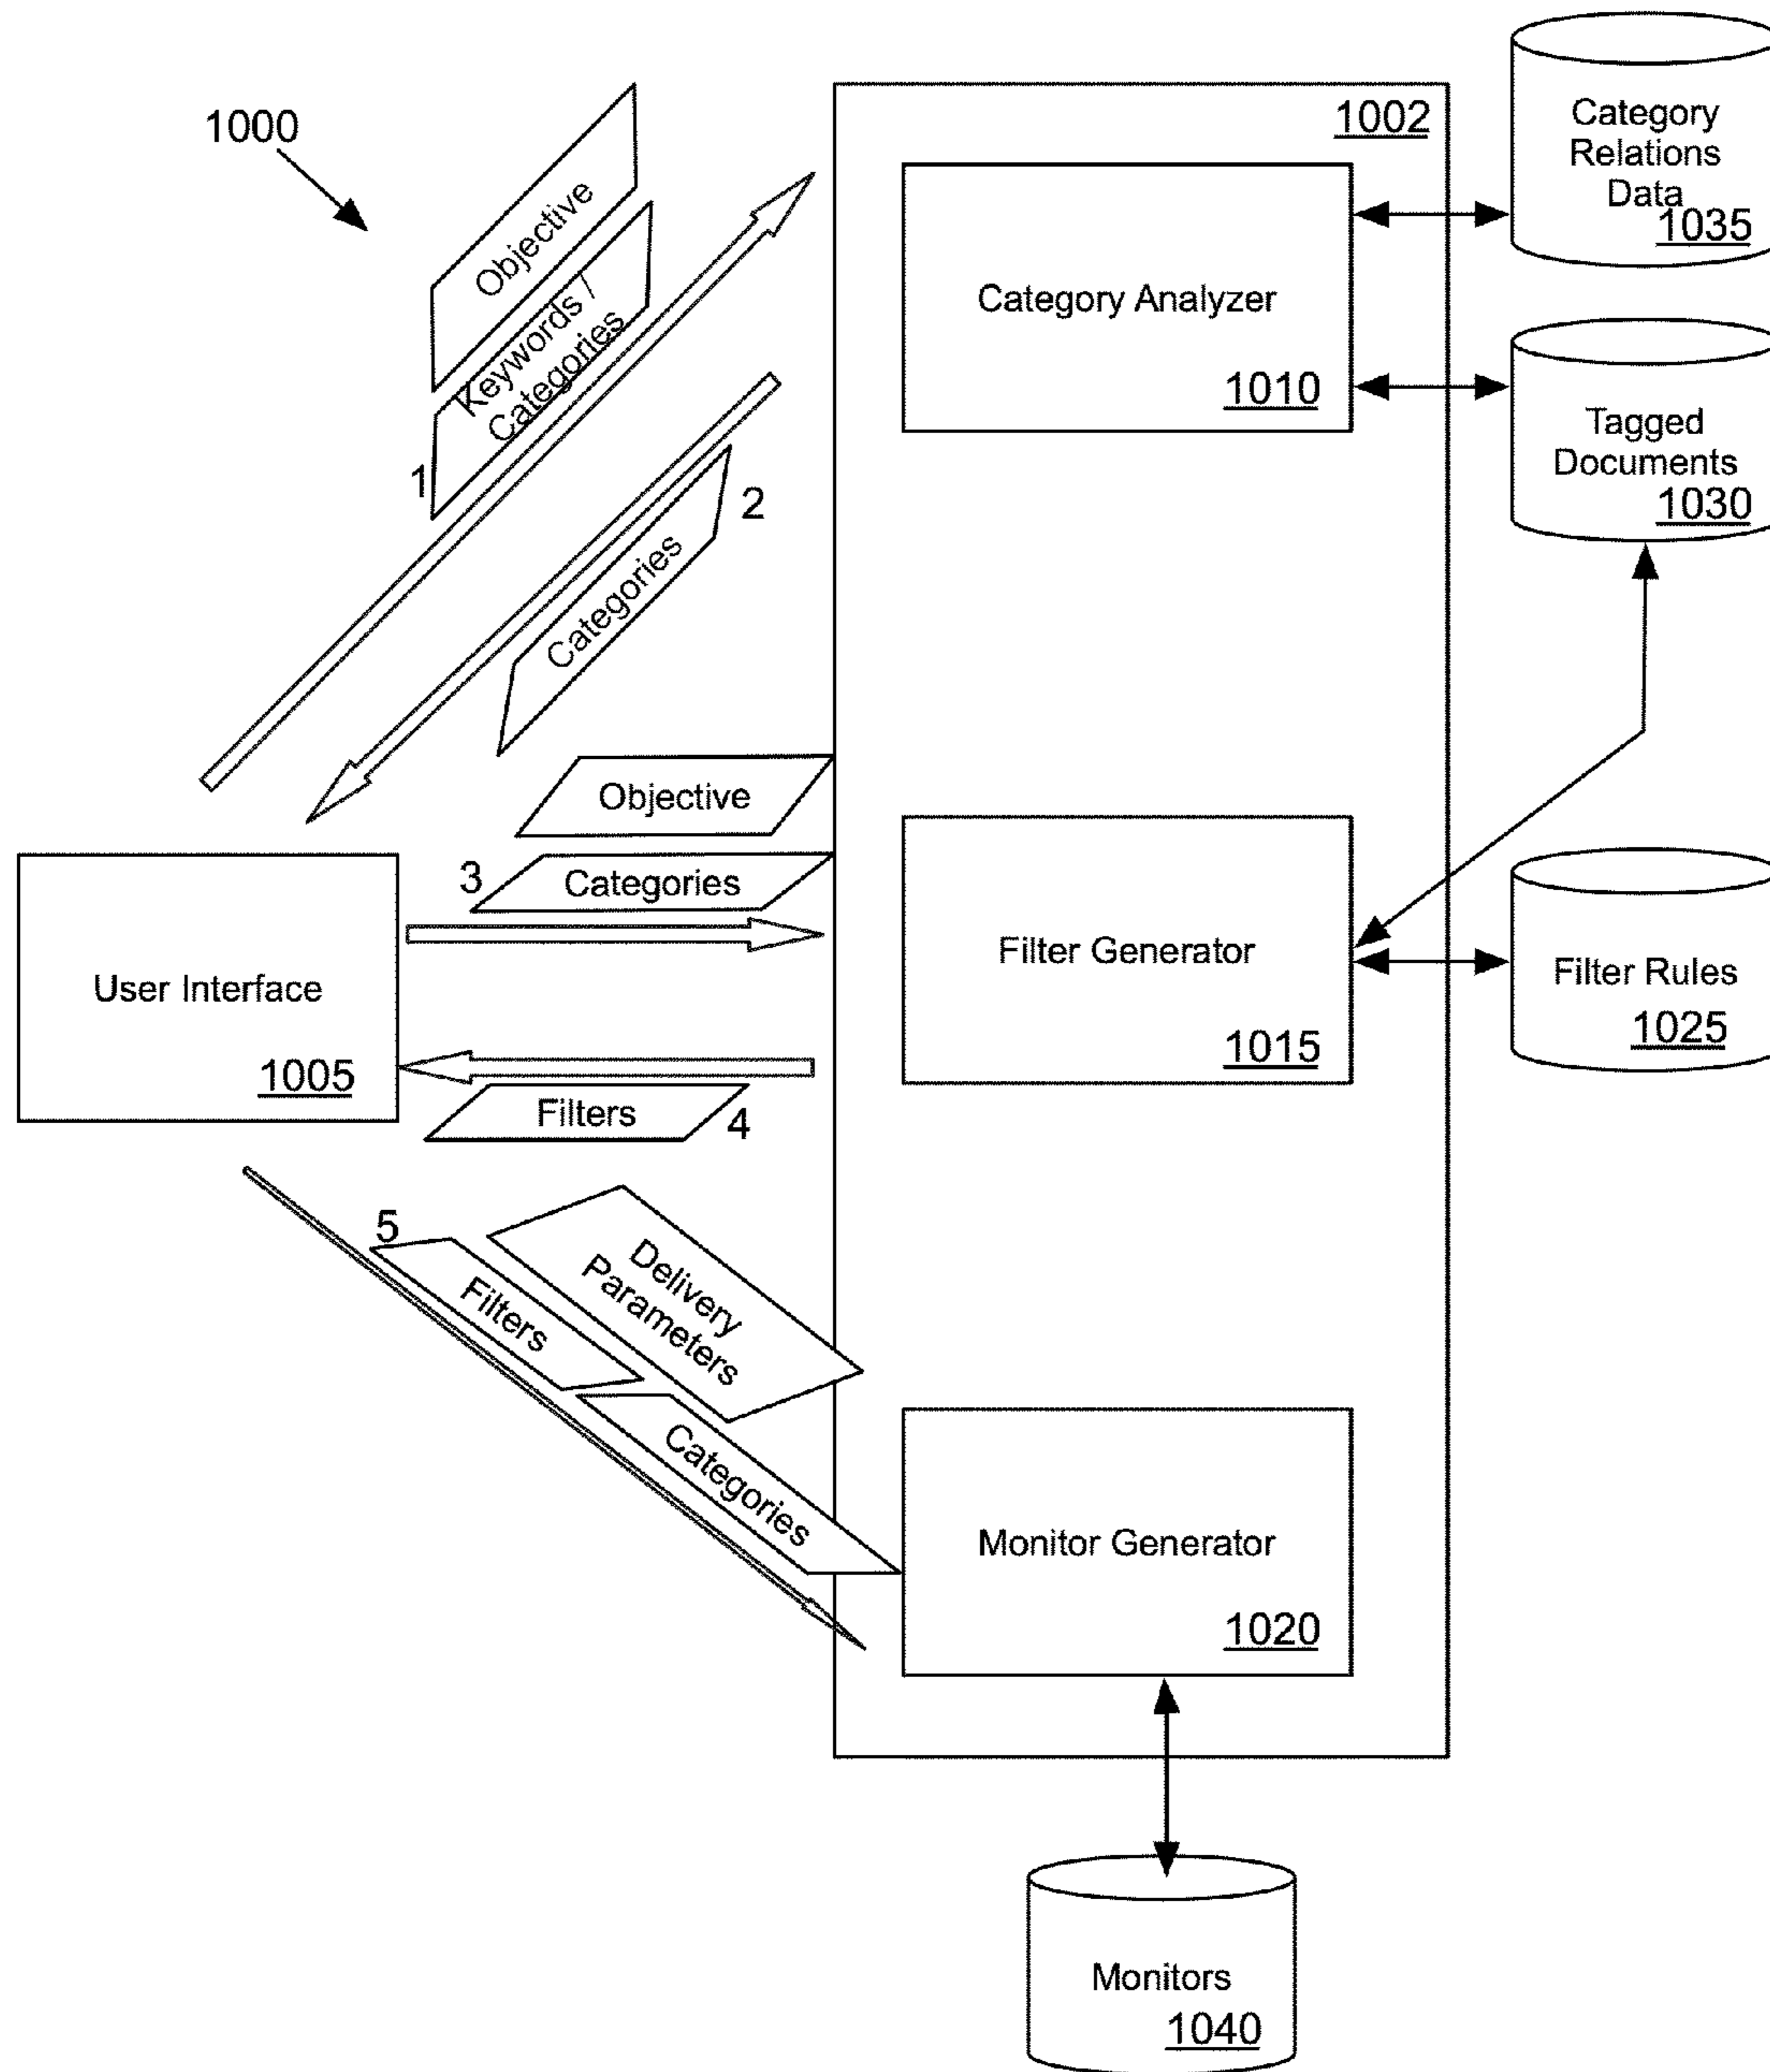 1000
Objective
Keywords /
Categories
1
2
Categories
1002
Category Analyzer
1010
Category
Relations
Data
1035
Tagged
Documents
1030
Objective
3
Categories
User Interface
1005
Filters
4
Filter Generator
1015
Filter Rules
1025
5
Filters
Delivery
Parameters
Categories
Monitor Generator
1020
Monitors
1040